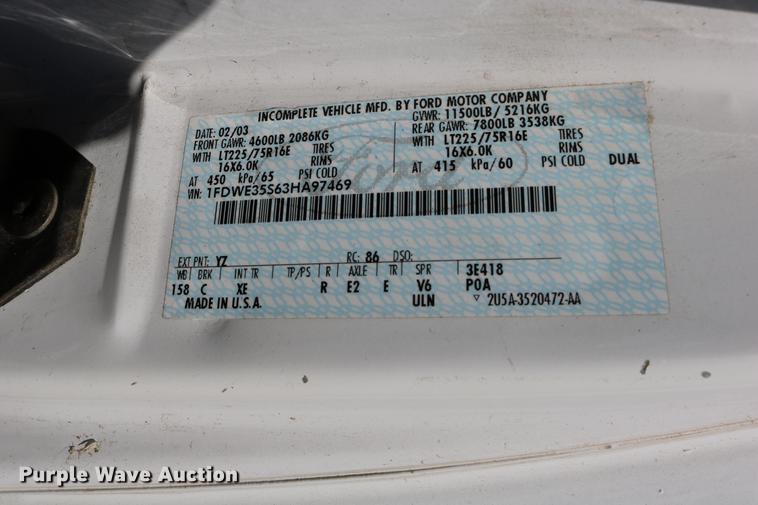 INCOMPLETE VEHICLE MFD. BY FORD MOTOR COMPANY
DATE: 02/03 GVWR: 11500LB/ 5216KG
FRONT GAWR: 4600LB 2086KG REAR GAWR: 7800LB 3538KG
WITH LT225/75R16E TIRES WITH LT225/75R16E TIRES
16X6.0K RIMS 16X6.0K RIMS
AT 450 kPa/65 PSI COLD AT 415 kPa/60 PSI COLD DUAL
VIN: 1FDWE35S63HA97469
Ford
EXT PNT: YZ RC: 86 DSO:
WB BRK INT TR TP/PS R AXLE TR SPR 3E418
158 C XE R E2 E V6 POA
MADE IN U.S.A. ULN ▽ 2U5A-3520472-AA
Purple Wave Auction